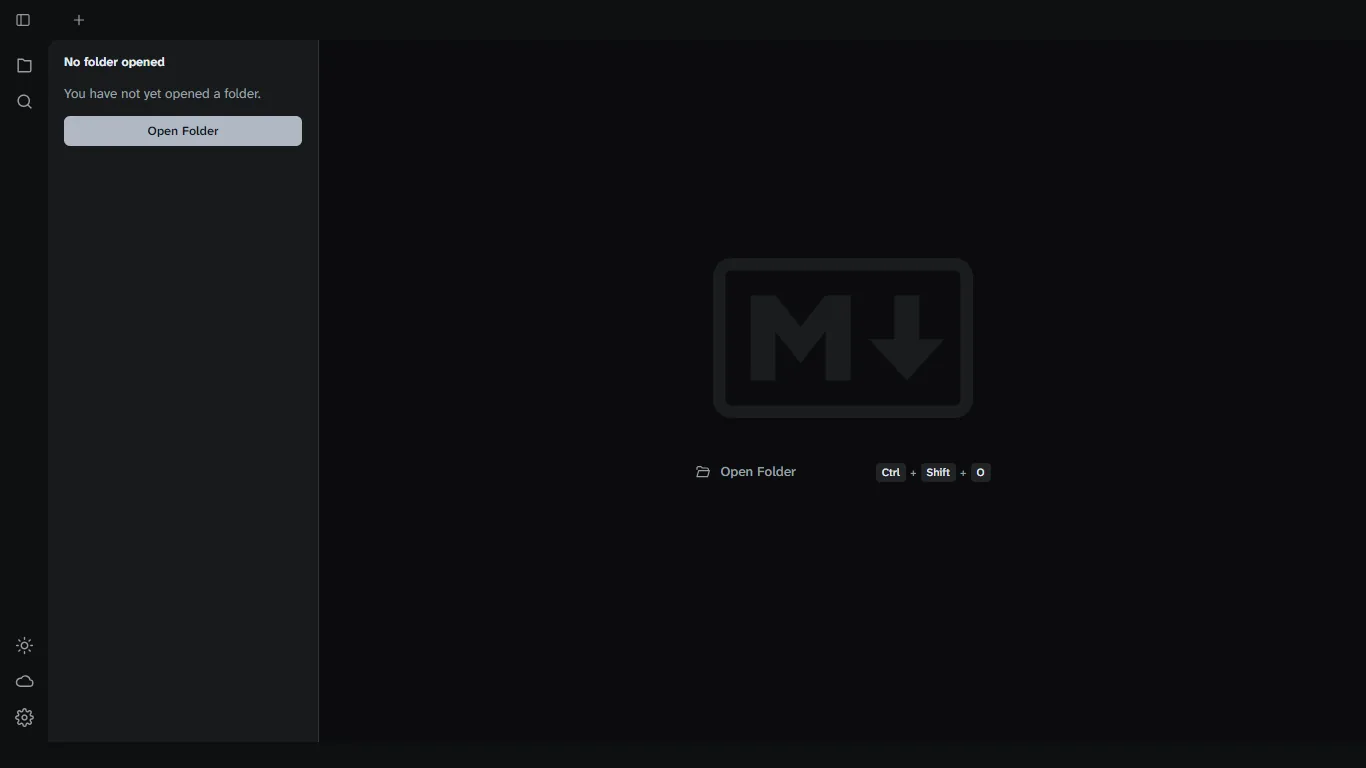 No folder opened
You have not yet opened a folder.
Open Folder
M
Open Folder Ctrl + Shift + O